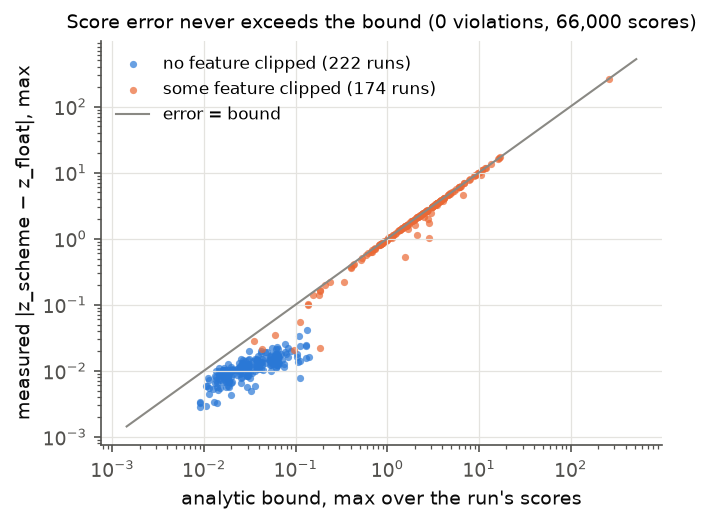 Score error never exceeds the bound (0 violations, 66,000 scores)
no feature clipped (222 runs)
some feature clipped (174 runs)
error = bound
measured |z_scheme − z_float|, max
10²
10¹
10⁰
10⁻¹
10⁻²
10⁻³
10⁻³ 10⁻² 10⁻¹ 10⁰ 10¹ 10²
analytic bound, max over the run's scores